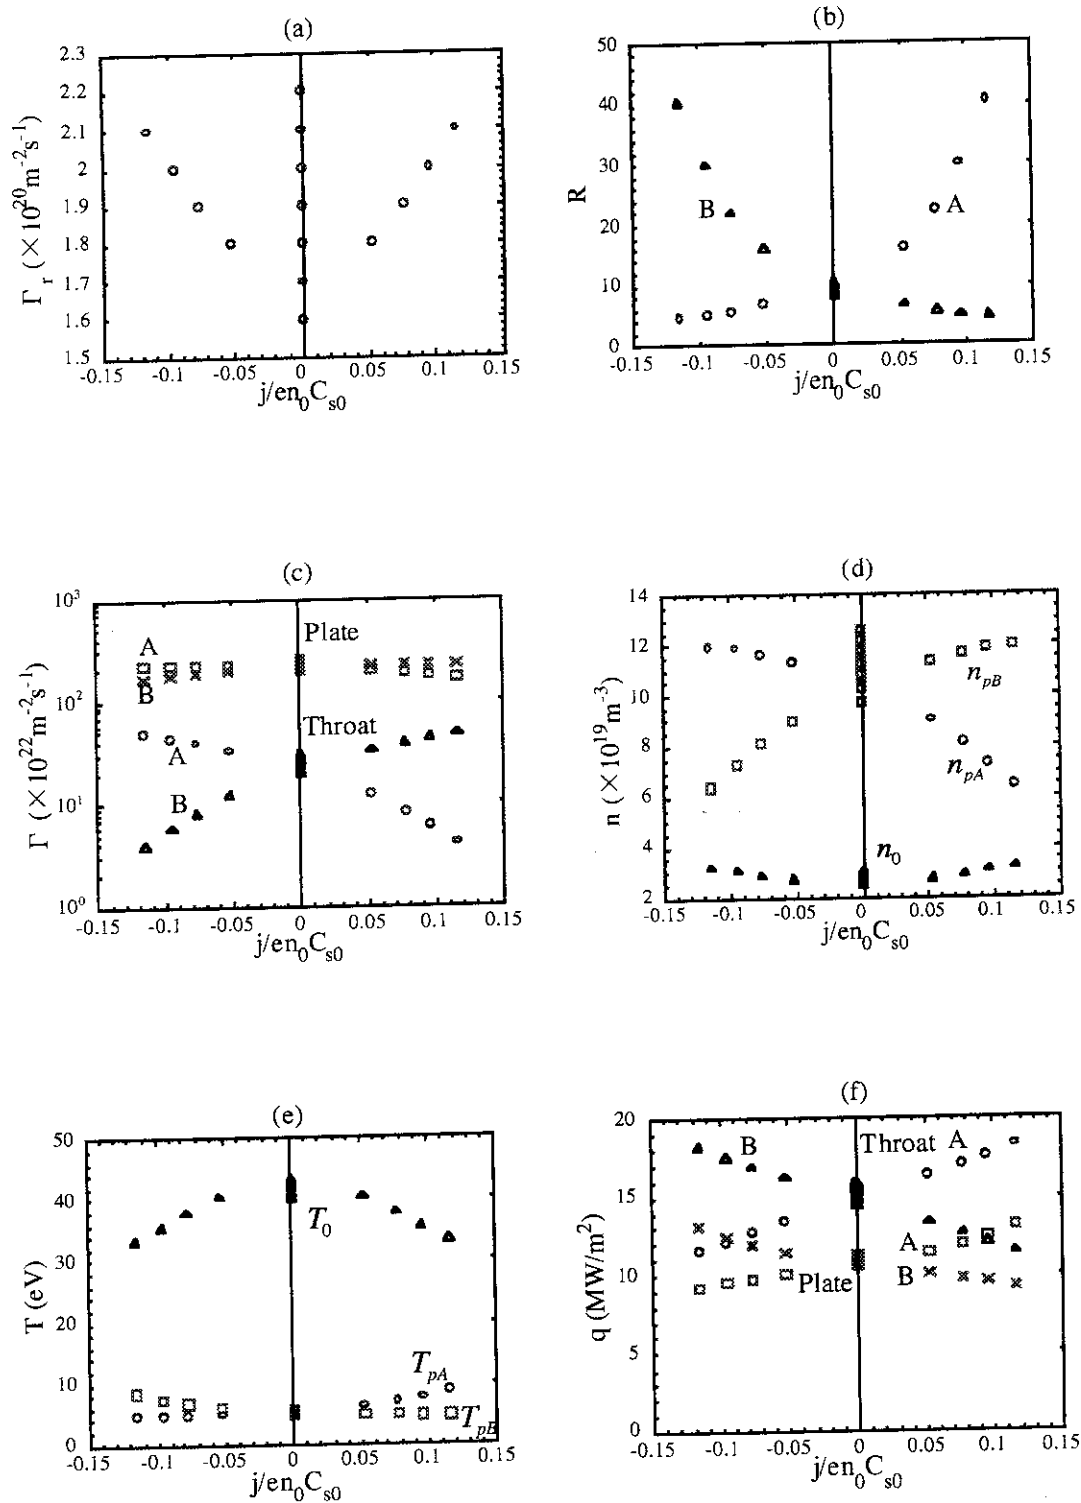 (a)
2.3
2.2
2.1
2
1.9
1.8
1.7
1.6
1.5
Γr (×10^20 m^-2 s^-1)
-0.15 -0.1 -0.05 0 0.05 0.1 0.15
j/en0Cs0
(b)
50
40
30
20
10
0
R
B
A
-0.15 -0.1 -0.05 0 0.05 0.1 0.15
j/en0Cs0
(c)
10^3
10^2
10^1
10^0
Γ (×10^22 m^-2 s^-1)
A
Plate
B
Throat
A
B
-0.15 -0.1 -0.05 0 0.05 0.1 0.15
j/en0Cs0
(d)
14
12
10
8
6
4
2
n (×10^19 m^-3)
npB
npA
n0
-0.15 -0.1 -0.05 0 0.05 0.1 0.15
j/en0Cs0
(e)
50
40
30
20
10
0
T (eV)
T0
TpA
TpB
-0.15 -0.1 -0.05 0 0.05 0.1 0.15
j/en0Cs0
(f)
20
15
10
5
0
q (MW/m^2)
B
Throat A
A
B
Plate
-0.15 -0.1 -0.05 0 0.05 0.1 0.15
j/en0Cs0